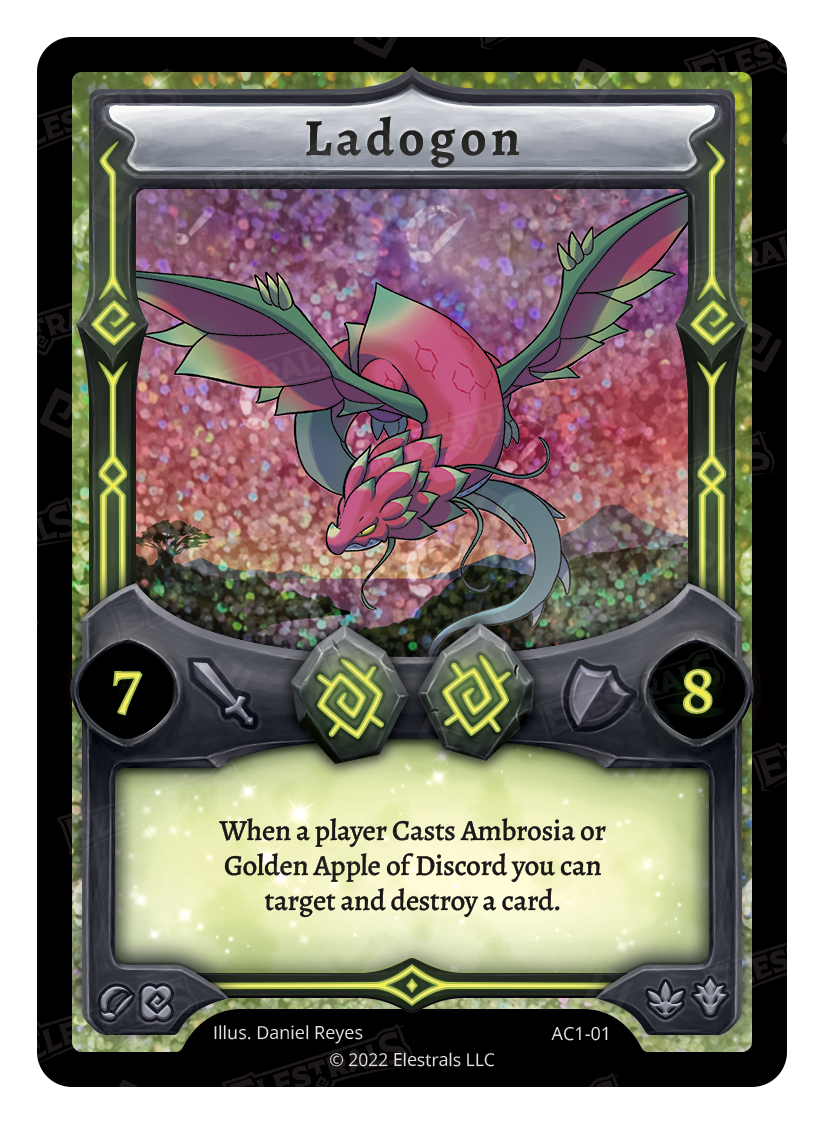 Ladogon
7
8
When a player Casts Ambrosia or
Golden Apple of Discord you can
target and destroy a card.
Illus. Daniel Reyes
AC1-01
© 2022 Elestrals LLC